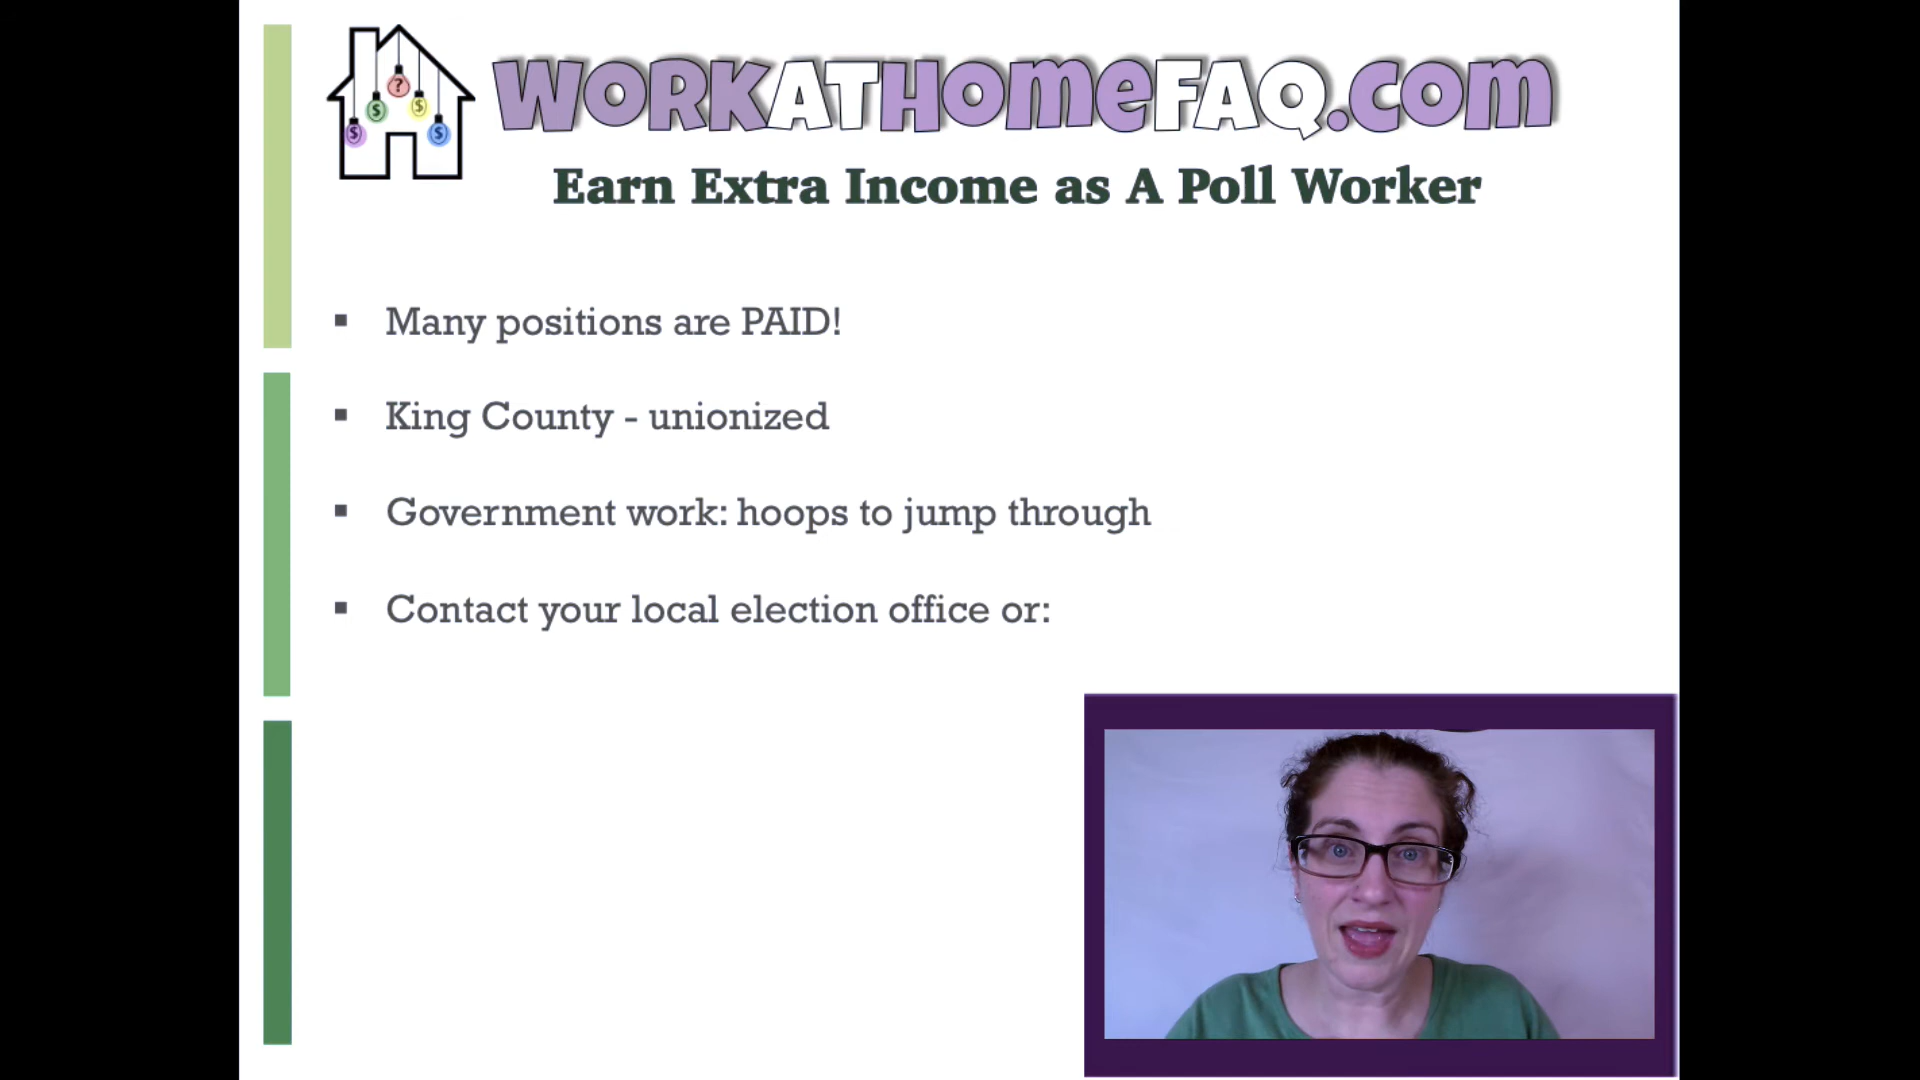 WORKATHOMEFAQ.COM
Earn Extra Income as A Poll Worker
? $ $ $ $
▪ Many positions are PAID!
▪ King County - unionized
▪ Government work: hoops to jump through
▪ Contact your local election office or: